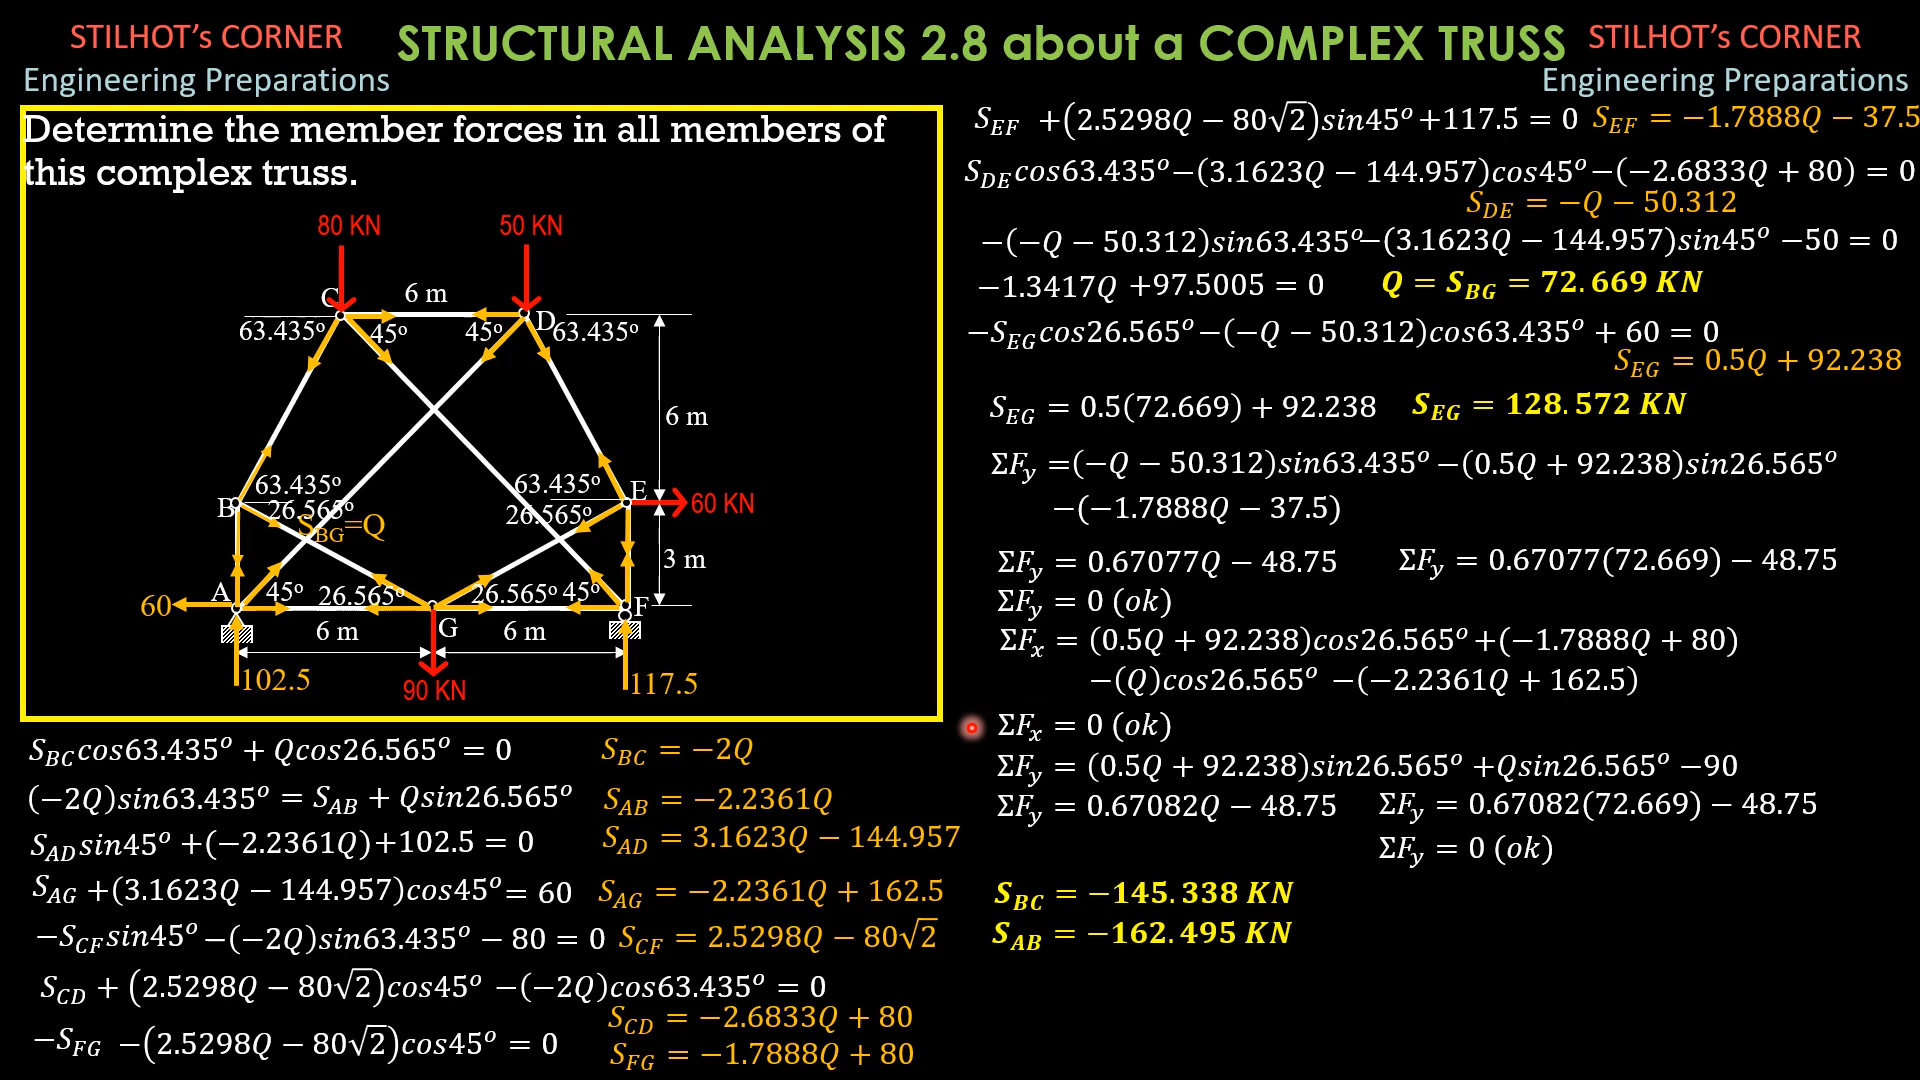 STILHOT's CORNER
Engineering Preparations
STRUCTURAL ANALYSIS 2.8 about a COMPLEX TRUSS
STILHOT's CORNER
Engineering Preparations
Determine the member forces in all members of
this complex truss.
80 KN
50 KN
C
6 m
D
63.435°
45°
45°
63.435°
6 m
63.435°
63.435°
B
26.565°
S_BG=Q
26.565°
E
60 KN
3 m
60
A
45°
26.565°
26.565°
45°
F
6 m
G
6 m
102.5
90 KN
117.5
S_BC cos63.435° + Qcos26.565° = 0
S_BC = −2Q
(−2Q)sin63.435° = S_AB + Qsin26.565°
S_AB = −2.2361Q
S_AD sin45° +(−2.2361Q)+102.5 = 0
S_AD = 3.1623Q − 144.957
S_AG +(3.1623Q − 144.957)cos45° = 60
S_AG = −2.2361Q + 162.5
−S_CF sin45° −(−2Q)sin63.435° − 80 = 0
S_CF = 2.5298Q − 80√2
S_CD + (2.5298Q − 80√2)cos45° −(−2Q)cos63.435° = 0
S_CD = −2.6833Q + 80
−S_FG −(2.5298Q − 80√2)cos45° = 0
S_FG = −1.7888Q + 80
S_EF +(2.5298Q − 80√2)sin45° +117.5 = 0
S_EF = −1.7888Q − 37.5
S_DE cos63.435° −(3.1623Q − 144.957)cos45° −(−2.6833Q + 80) = 0
S_DE = −Q − 50.312
−(−Q − 50.312)sin63.435° −(3.1623Q − 144.957)sin45° −50 = 0
−1.3417Q +97.5005 = 0
Q = S_BG = 72.669 KN
−S_EG cos26.565° −(−Q − 50.312)cos63.435° + 60 = 0
S_EG = 0.5Q + 92.238
S_EG = 0.5(72.669) + 92.238
S_EG = 128.572 KN
ΣF_y =(−Q − 50.312)sin63.435° −(0.5Q + 92.238)sin26.565°
−(−1.7888Q − 37.5)
ΣF_y = 0.67077Q − 48.75
ΣF_y = 0.67077(72.669) − 48.75
ΣF_y = 0 (ok)
ΣF_x = (0.5Q + 92.238)cos26.565° +(−1.7888Q + 80)
−(Q)cos26.565° −(−2.2361Q + 162.5)
ΣF_x = 0 (ok)
ΣF_y = (0.5Q + 92.238)sin26.565° +Qsin26.565° −90
ΣF_y = 0.67082Q − 48.75
ΣF_y = 0.67082(72.669) − 48.75
ΣF_y = 0 (ok)
S_BC = −145.338 KN
S_AB = −162.495 KN